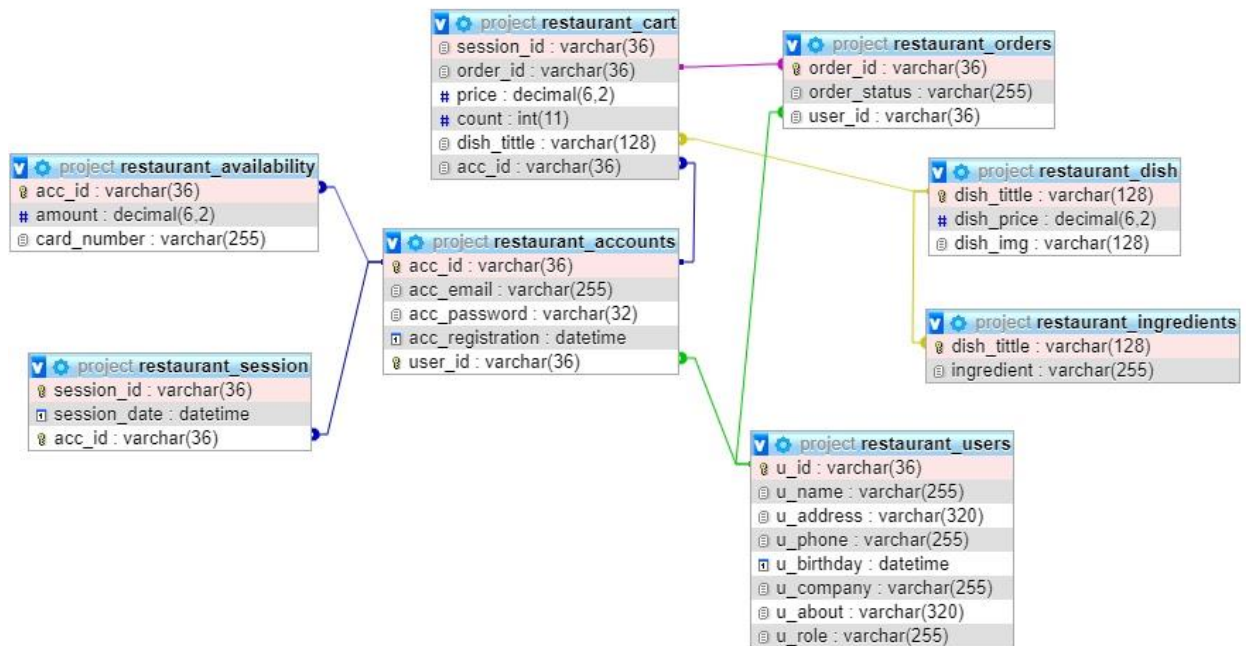 project restaurant_cart
session_id : varchar(36)
order_id : varchar(36)
price : decimal(6,2)
count : int(11)
dish_tittle : varchar(128)
acc_id : varchar(36)
project restaurant_orders
order_id : varchar(36)
order_status : varchar(255)
user_id : varchar(36)
project restaurant_availability
acc_id : varchar(36)
amount : decimal(6,2)
card_number : varchar(255)
project restaurant_dish
dish_tittle : varchar(128)
dish_price : decimal(6,2)
dish_img : varchar(128)
project restaurant_accounts
acc_id : varchar(36)
acc_email : varchar(255)
acc_password : varchar(32)
acc_registration : datetime
user_id : varchar(36)
project restaurant_ingredients
dish_tittle : varchar(128)
ingredient : varchar(255)
project restaurant_session
session_id : varchar(36)
session_date : datetime
acc_id : varchar(36)
project restaurant_users
u_id : varchar(36)
u_name : varchar(255)
u_address : varchar(320)
u_phone : varchar(255)
u_birthday : datetime
u_company : varchar(255)
u_about : varchar(320)
u_role : varchar(255)